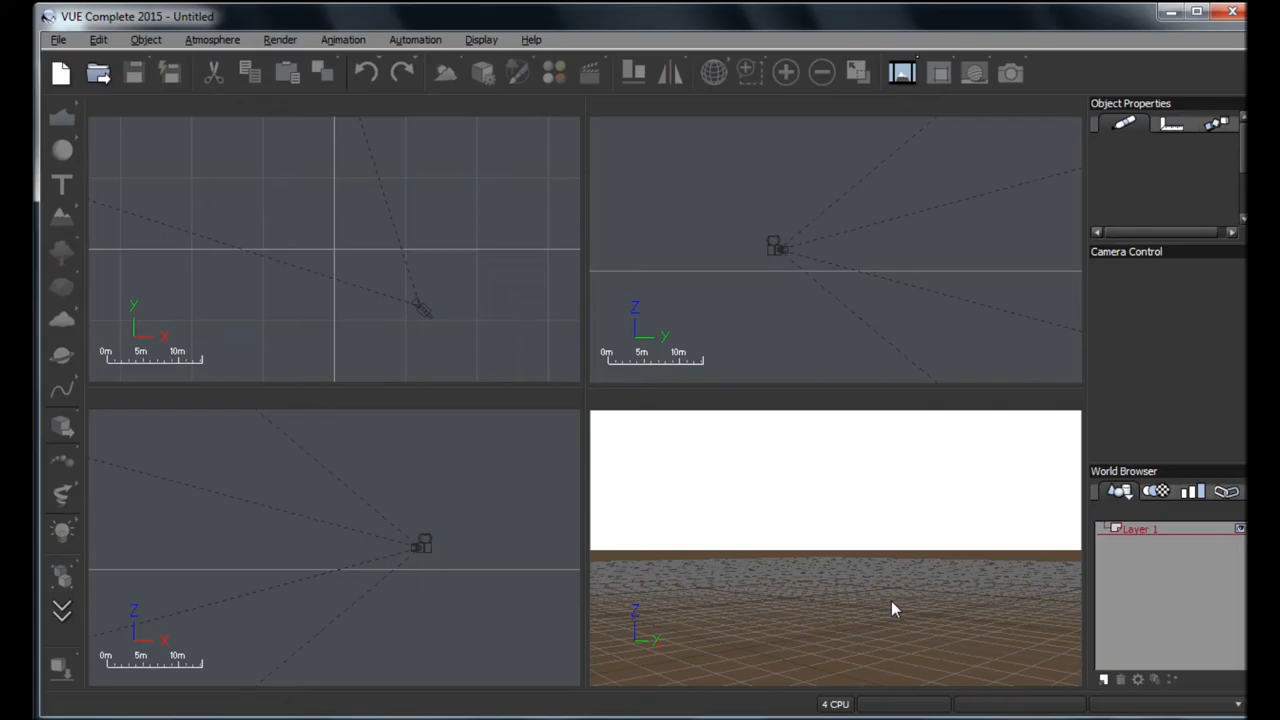 VUE Complete 2015 - Untitled
File Edit Object Atmosphere Render Animation Automation Display Help
Object Properties
Y
X
0m 5m 10m
Z
Y
0m 5m 10m
Camera Control
World Browser
Layer 1
Z
X
0m 5m 10m
Z
Y
4 CPU